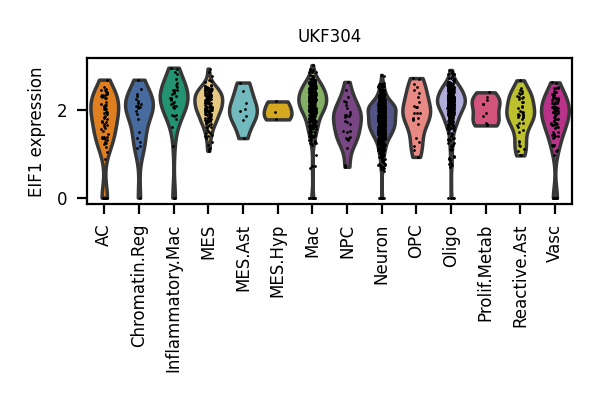 UKF304
EIF1 expression
2
0
AC
Chromatin.Reg
Inflammatory.Mac
MES
MES.Ast
MES.Hyp
Mac
NPC
Neuron
OPC
Oligo
Prolif.Metab
Reactive.Ast
Vasc